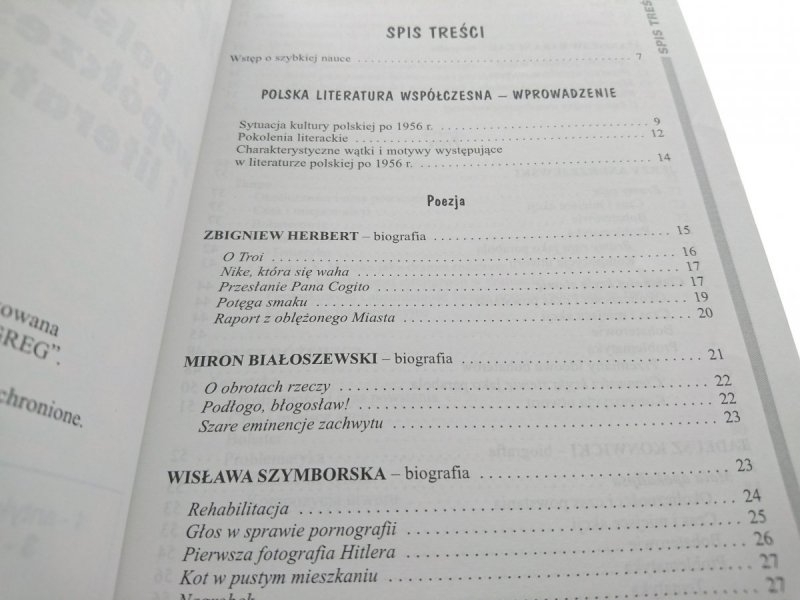 SPIS TREŚCI
Wstęp o szybkiej nauce 7
POLSKA LITERATURA WSPÓŁCZESNA – WPROWADZENIE
Sytuacja kultury polskiej po 1956 r. 9
Pokolenia literackie 12
Charakterystyczne wątki i motywy występujące
w literaturze polskiej po 1956 r. 14
Poezja
ZBIGNIEW HERBERT – biografia 15
O Troi 16
Nike, która się waha 17
Przesłanie Pana Cogito 17
Potęga smaku 19
Raport z oblężonego Miasta 20
MIRON BIAŁOSZEWSKI – biografia 21
O obrotach rzeczy 22
Podłogo, błogosław! 22
Szare eminencje zachwytu 23
WISŁAWA SZYMBORSKA – biografia 23
Rehabilitacja 24
Głos w sprawie pornografii 25
Pierwsza fotografia Hitlera 26
Kot w pustym mieszkaniu 27
Nagrobek 27
SPIS TREŚ
owana
GREG”.
chronione.